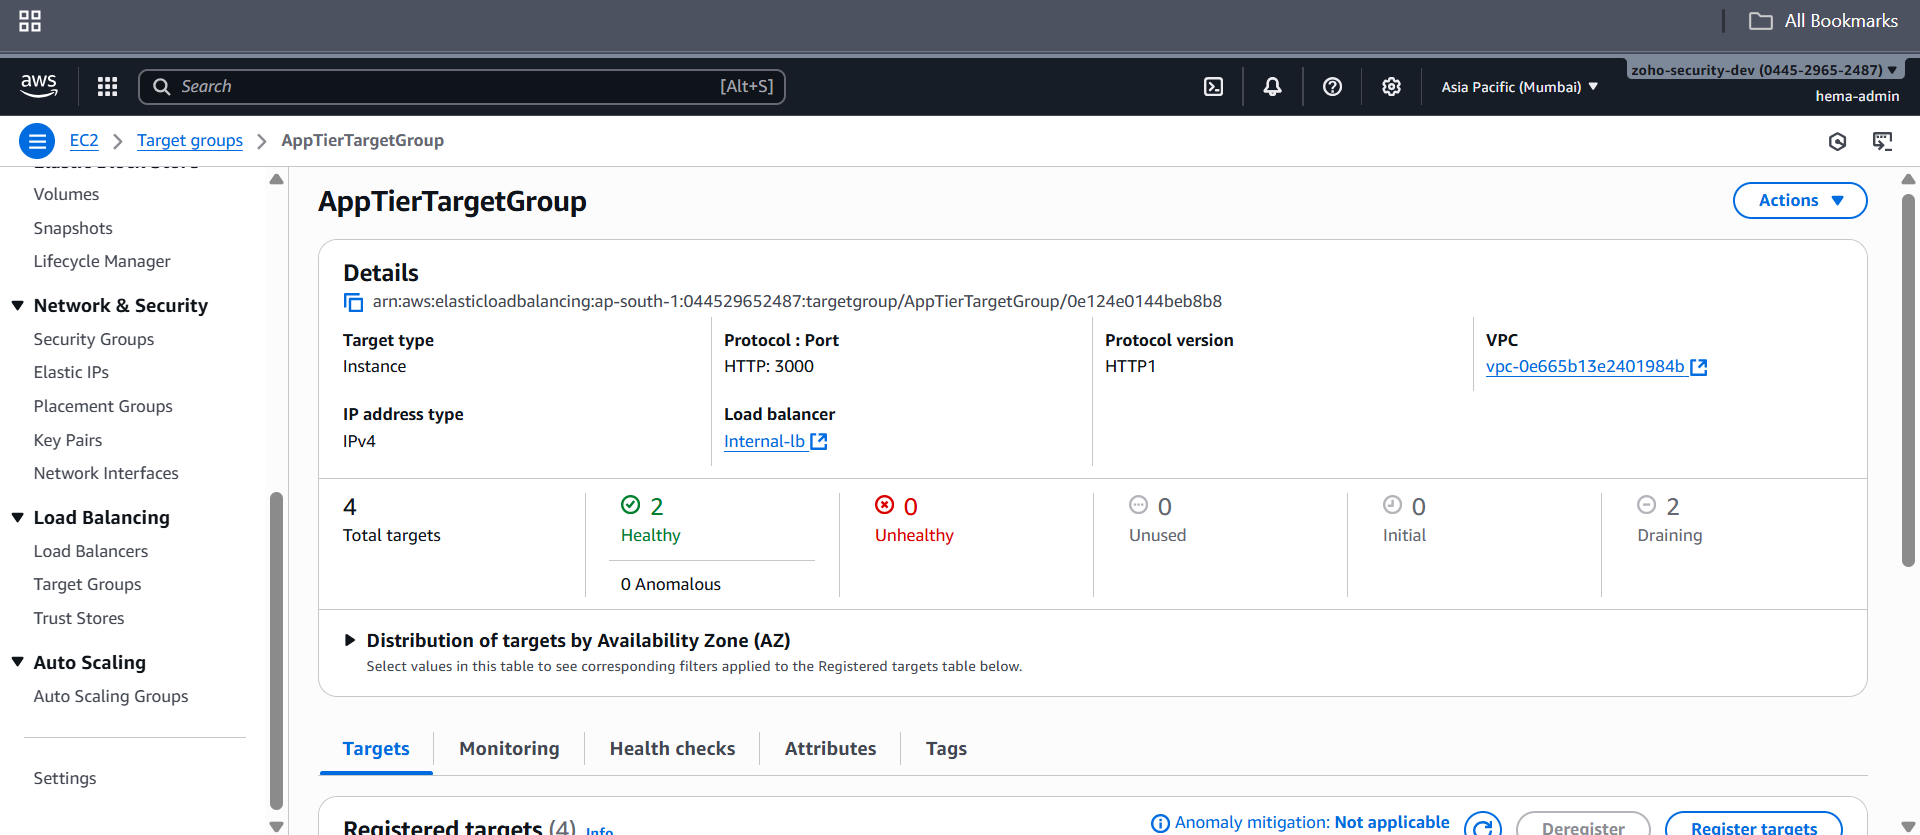 All Bookmarks
aws
Search
[Alt+S]
Asia Pacific (Mumbai)
zoho-security-dev (0445-2965-2487)
hema-admin
EC2
Target groups
AppTierTargetGroup
Elastic Block Store
Volumes
Snapshots
Lifecycle Manager
Network & Security
Security Groups
Elastic IPs
Placement Groups
Key Pairs
Network Interfaces
Load Balancing
Load Balancers
Target Groups
Trust Stores
Auto Scaling
Auto Scaling Groups
Settings
AppTierTargetGroup
Actions
Details
arn:aws:elasticloadbalancing:ap-south-1:044529652487:targetgroup/AppTierTargetGroup/0e124e0144beb8b8
Target type
Instance
Protocol : Port
HTTP: 3000
Protocol version
HTTP1
VPC
vpc-0e665b13e2401984b
IP address type
IPv4
Load balancer
Internal-lb
4
Total targets
2
Healthy
0 Anomalous
0
Unhealthy
0
Unused
0
Initial
2
Draining
Distribution of targets by Availability Zone (AZ)
Select values in this table to see corresponding filters applied to the Registered targets table below.
Targets
Monitoring
Health checks
Attributes
Tags
Registered targets (4) Info
Anomaly mitigation: Not applicable
Deregister
Register targets